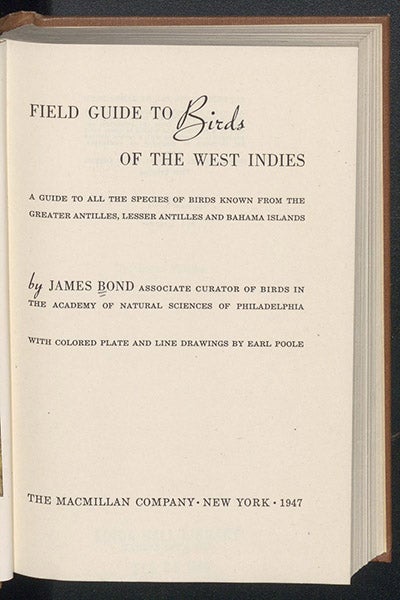 FIELD GUIDE TO Birds
OF THE WEST INDIES
A GUIDE TO ALL THE SPECIES OF BIRDS KNOWN FROM THE
GREATER ANTILLES, LESSER ANTILLES AND BAHAMA ISLANDS
by JAMES BOND ASSOCIATE CURATOR OF BIRDS IN
THE ACADEMY OF NATURAL SCIENCES OF PHILADELPHIA
WITH COLORED PLATE AND LINE DRAWINGS BY EARL POOLE
THE MACMILLAN COMPANY · NEW YORK · 1947